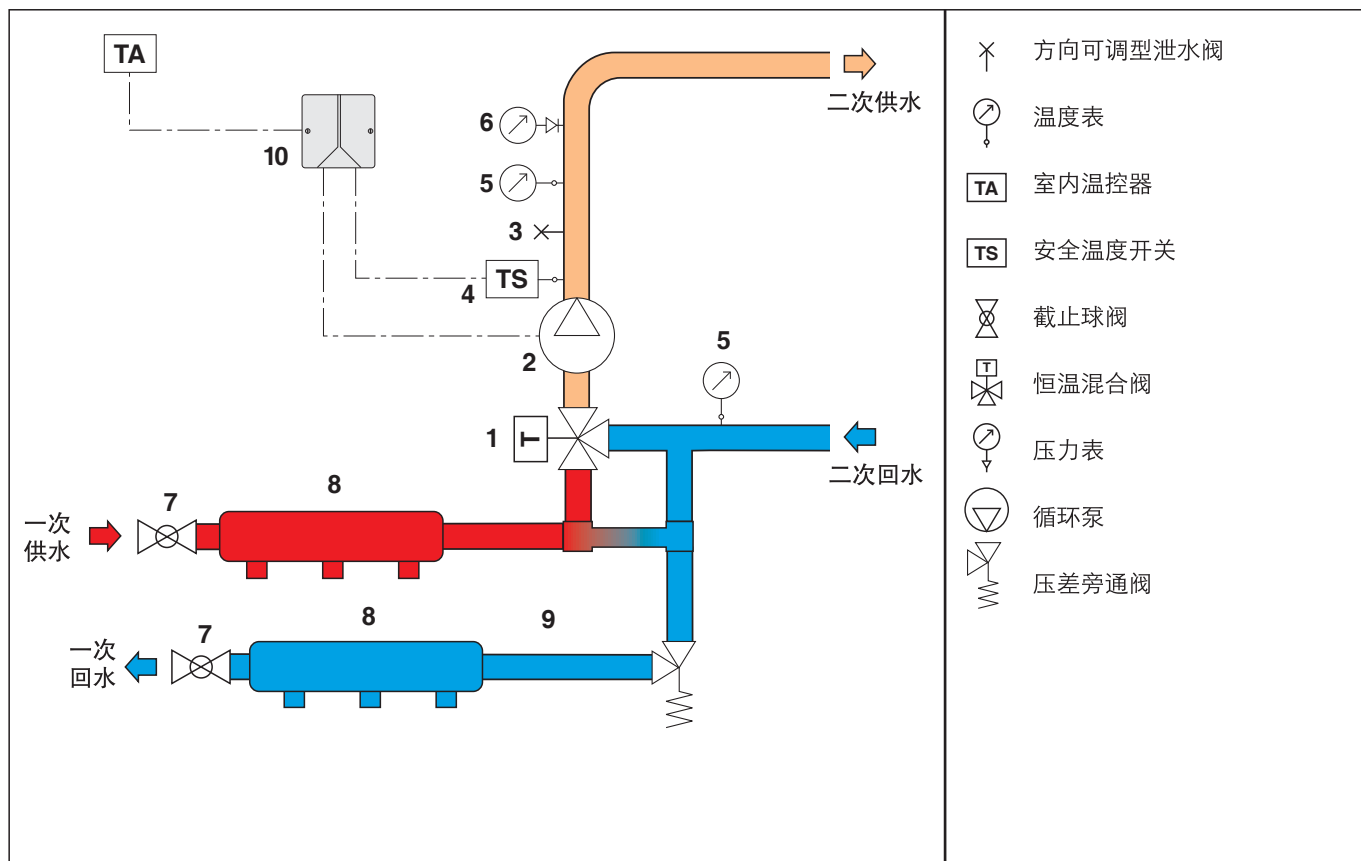 TA
10
6
5
3
TS
4
2
二次供水
5
1
T
二次回水
7
8
一次
供水
7
8
9
一次
回水
方向可调型泄水阀
温度表
TA
室内温控器
TS
安全温度开关
截止球阀
T
恒温混合阀
压力表
循环泵
压差旁通阀